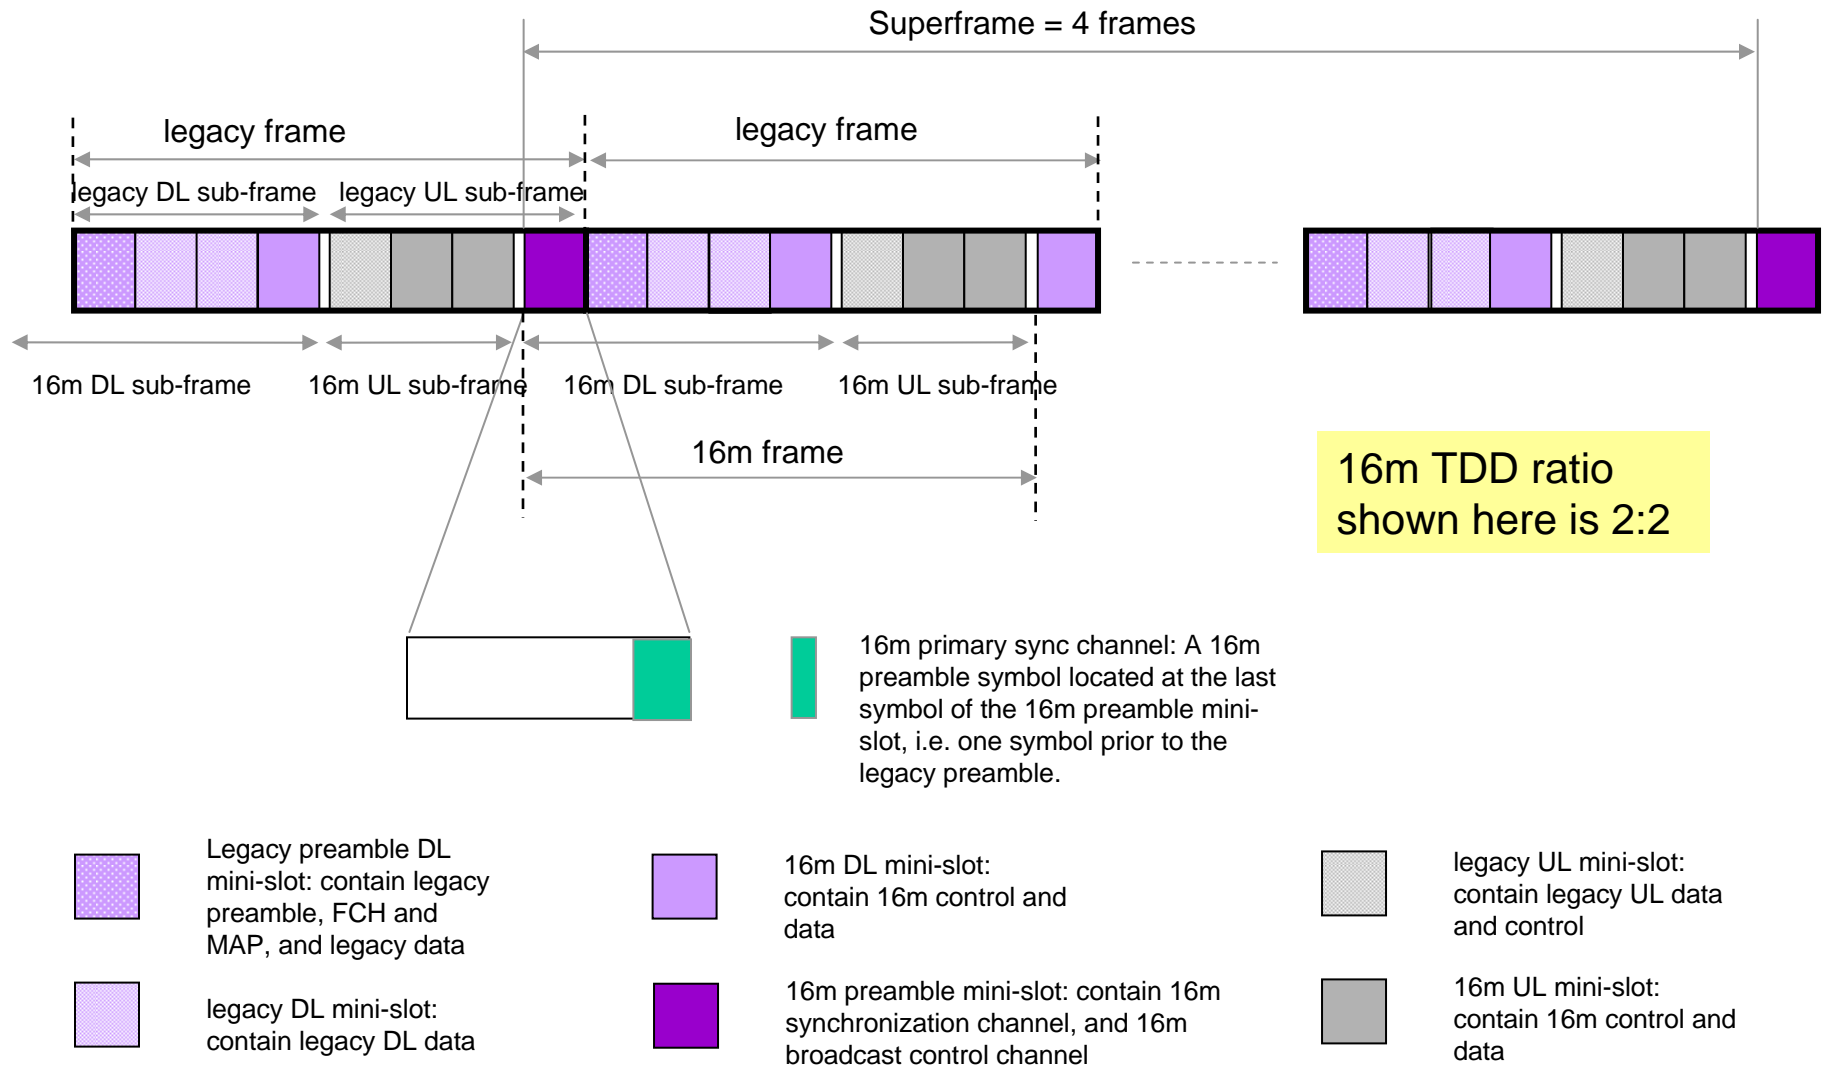 Superframe = 4 frames
legacy frame
legacy frame
legacy DL sub-frame
legacy UL sub-frame
16m DL sub-frame
16m UL sub-frame
16m DL sub-frame
16m UL sub-frame
16m frame
16m TDD ratio
shown here is 2:2
16m primary sync channel: A 16m
preamble symbol located at the last
symbol of the 16m preamble mini-
slot, i.e. one symbol prior to the
legacy preamble.
Legacy preamble DL
mini-slot: contain legacy
preamble, FCH and
MAP, and legacy data
16m DL mini-slot:
contain 16m control and
data
legacy UL mini-slot:
contain legacy UL data
and control
legacy DL mini-slot:
contain legacy DL data
16m preamble mini-slot: contain 16m
synchronization channel, and 16m
broadcast control channel
16m UL mini-slot:
contain 16m control and
data